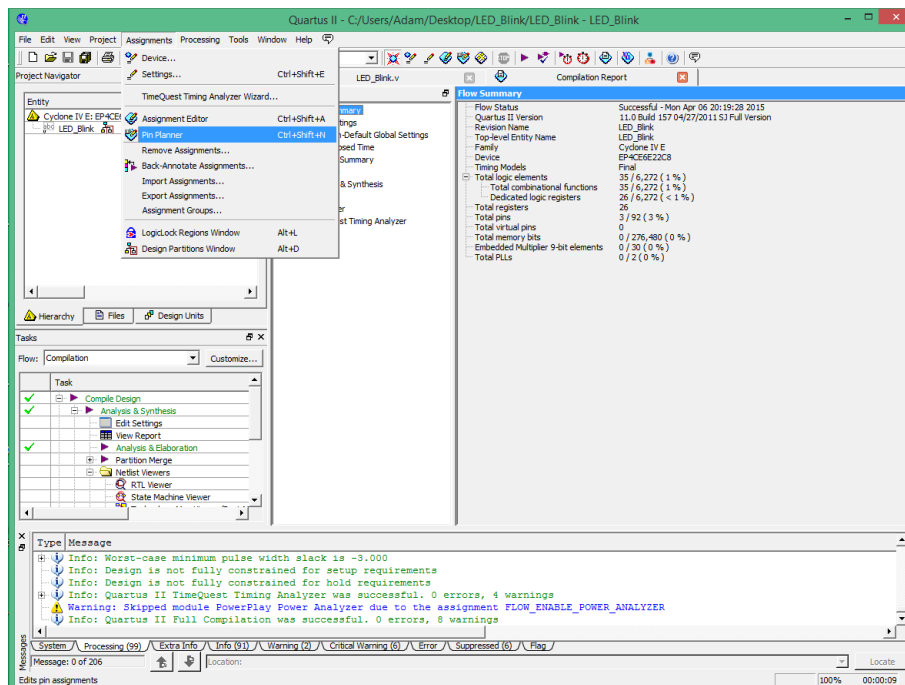 Quartus II - C:/Users/Adam/Desktop/LED_Blink/LED_Blink - LED_Blink
File Edit View Project Assignments Processing Tools Window Help
Project Navigator
Entity
Cyclone IV E: EP4CE
LED_Blink
Hierarchy Files Design Units
Device...
Settings... Ctrl+Shift+E
TimeQuest Timing Analyzer Wizard...
Assignment Editor Ctrl+Shift+A
Pin Planner Ctrl+Shift+N
Remove Assignments...
Back-Annotate Assignments...
Import Assignments...
Export Assignments...
Assignment Groups...
LogicLock Regions Window Alt+L
Design Partitions Window Alt+D
LED_Blink.v
Compilation Report
mmary
tings
n-Default Global Settings
psed Time
Summary
& Synthesis
er
st Timing Analyzer
Flow Summary
Flow Status Successful - Mon Apr 06 20:19:28 2015
Quartus II Version 11.0 Build 157 04/27/2011 SJ Full Version
Revision Name LED_Blink
Top-level Entity Name LED_Blink
Family Cyclone IV E
Device EP4CE6E22C8
Timing Models Final
Total logic elements 35 / 6,272 ( 1 % )
Total combinational functions 35 / 6,272 ( 1 % )
Dedicated logic registers 26 / 6,272 ( < 1 % )
Total registers 26
Total pins 3 / 92 ( 3 % )
Total virtual pins 0
Total memory bits 0 / 276,480 ( 0 % )
Embedded Multiplier 9-bit elements 0 / 30 ( 0 % )
Total PLLs 0 / 2 ( 0 % )
Tasks
Flow: Compilation Customize...
Task
Compile Design
Analysis & Synthesis
Edit Settings
View Report
Analysis & Elaboration
Partition Merge
Netlist Viewers
RTL Viewer
State Machine Viewer
Type Message
Info: Worst-case minimum pulse width slack is -3.000
Info: Design is not fully constrained for setup requirements
Info: Design is not fully constrained for hold requirements
Info: Quartus II TimeQuest Timing Analyzer was successful. 0 errors, 4 warnings
Warning: Skipped module PowerPlay Power Analyzer due to the assignment FLOW_ENABLE_POWER_ANALYZER
Info: Quartus II Full Compilation was successful. 0 errors, 8 warnings
System Processing (99) Extra Info Info (91) Warning (2) Critical Warning (6) Error Suppressed (6) Flag
Messages
Message: 0 of 206 Location: Locate
Edits pin assignments 100% 00:00:09